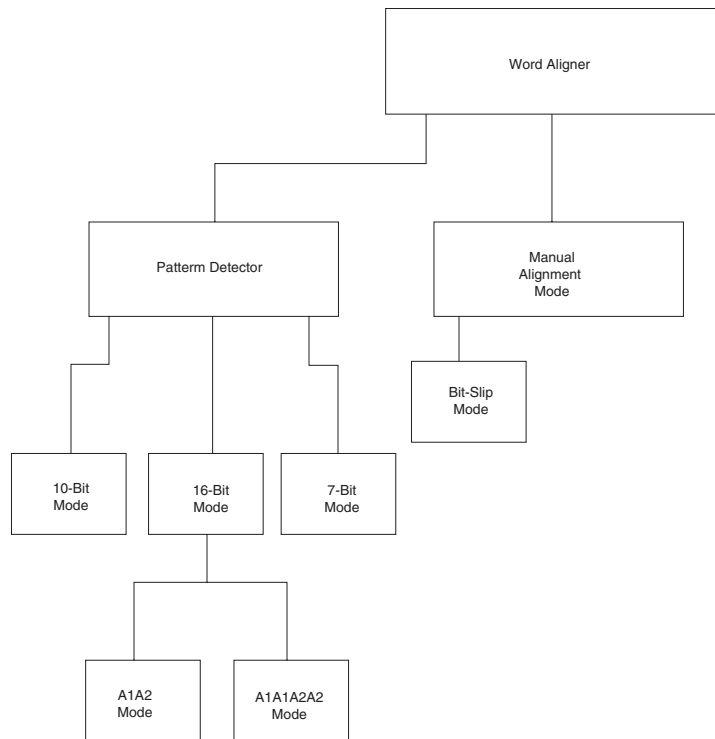 Word Aligner
Patterm Detector
Manual
Alignment
Mode
Bit-Slip
Mode
10-Bit
Mode
16-Bit
Mode
7-Bit
Mode
A1A2
Mode
A1A1A2A2
Mode